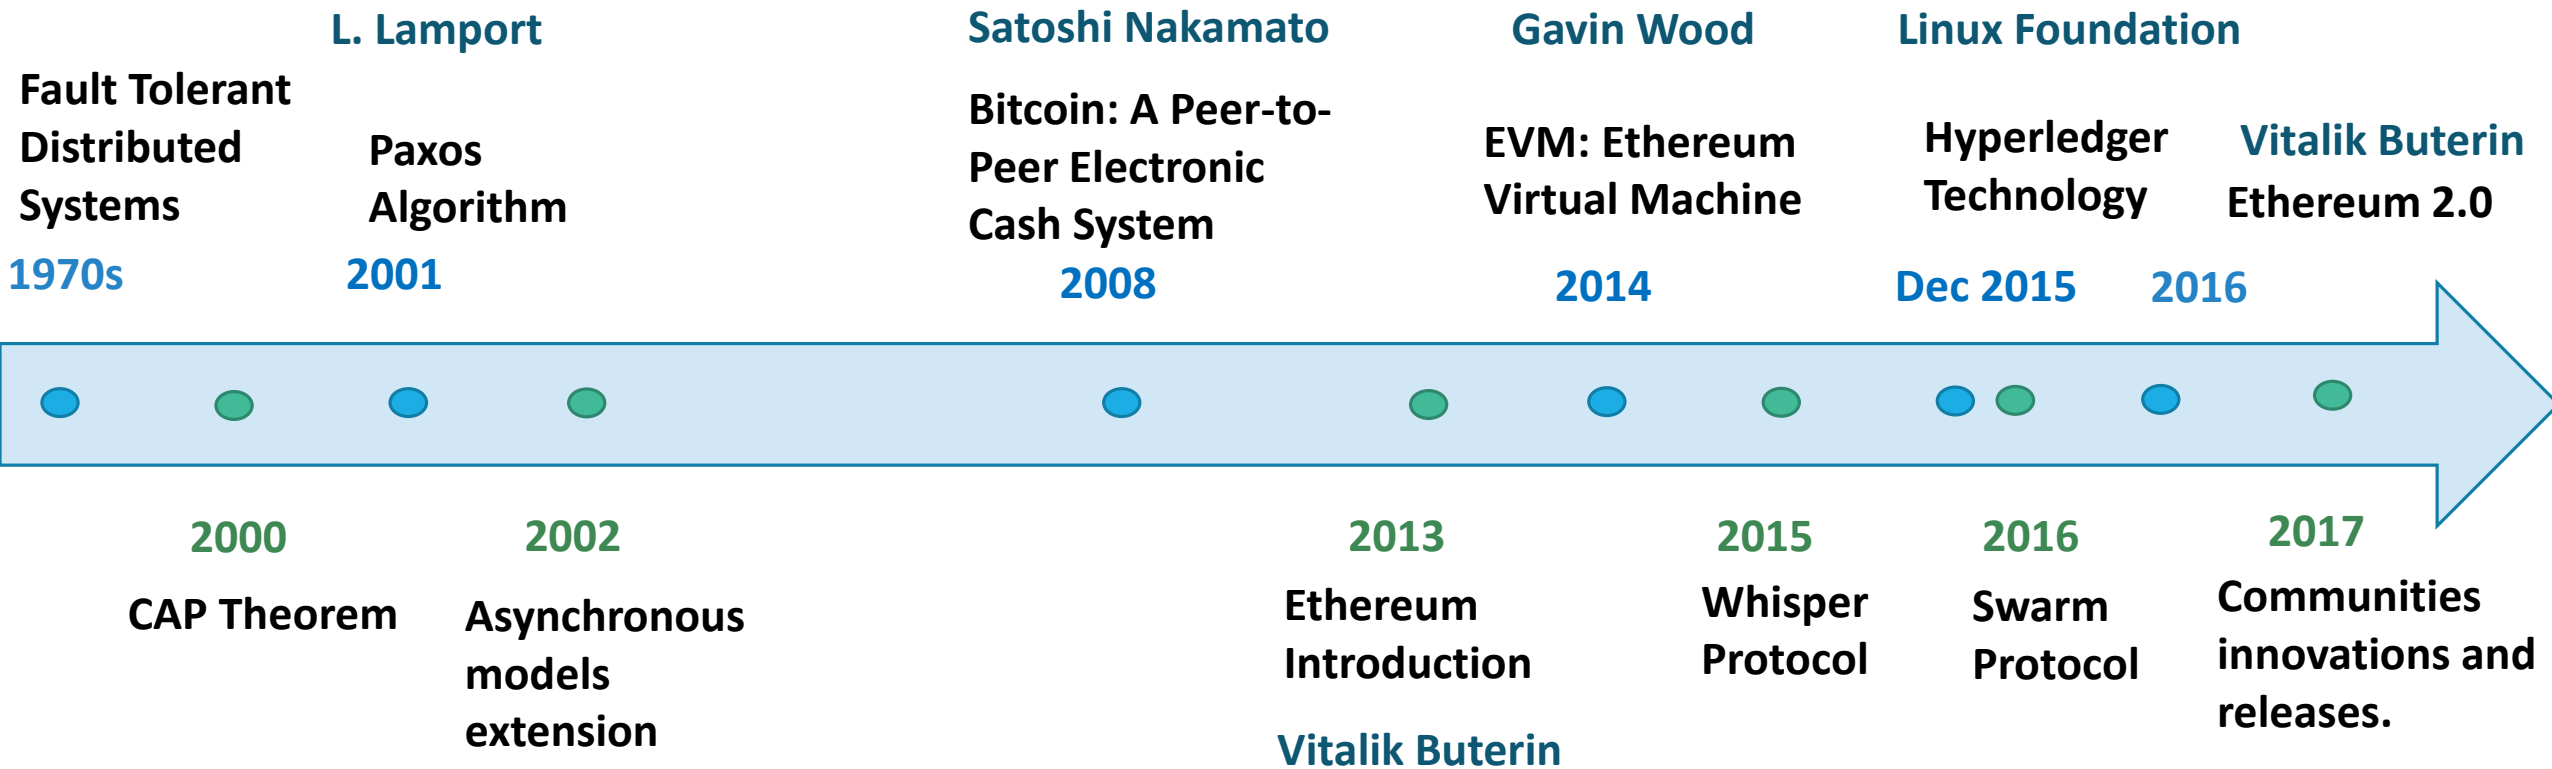 L. Lamport
Satoshi Nakamato
Gavin Wood
Linux Foundation
Fault Tolerant
Distributed
Systems
1970s
Paxos
Algorithm
2001
Bitcoin: A Peer-to-
Peer Electronic
Cash System
2008
EVM: Ethereum
Virtual Machine
2014
Hyperledger
Technology
Dec 2015
Vitalik Buterin
Ethereum 2.0
2016
2000
CAP Theorem
2002
Asynchronous
models
extension
2013
Ethereum
Introduction
Vitalik Buterin
2015
Whisper
Protocol
2016
Swarm
Protocol
2017
Communities
innovations and
releases.